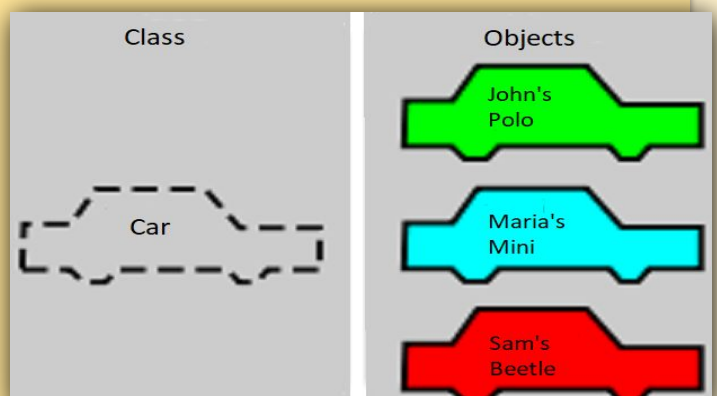 Class
Car
Objects
John's
Polo
Maria's
Mini
Sam's
Beetle